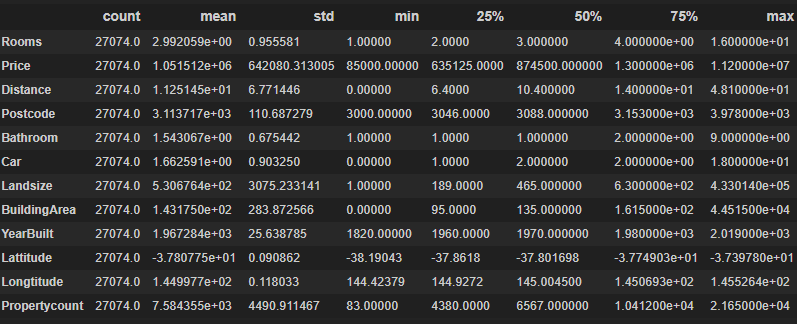 count mean std min 25% 50% 75% max
Rooms 27074.0 2.992059e+00 0.955581 1.00000 2.0000 3.000000 4.000000e+00 1.600000e+01
Price 27074.0 1.051512e+06 642080.313005 85000.00000 635125.0000 874500.000000 1.300000e+06 1.120000e+07
Distance 27074.0 1.125145e+01 6.771446 0.00000 6.4000 10.400000 1.400000e+01 4.810000e+01
Postcode 27074.0 3.113717e+03 110.687279 3000.00000 3046.0000 3088.000000 3.153000e+03 3.978000e+03
Bathroom 27074.0 1.543067e+00 0.675442 1.00000 1.0000 1.000000 2.000000e+00 9.000000e+00
Car 27074.0 1.662591e+00 0.903250 0.00000 1.0000 2.000000 2.000000e+00 1.800000e+01
Landsize 27074.0 5.306764e+02 3075.233141 1.00000 189.0000 465.000000 6.300000e+02 4.330140e+05
BuildingArea 27074.0 1.431750e+02 283.872566 0.00000 95.0000 135.000000 1.615000e+02 4.451500e+04
YearBuilt 27074.0 1.967284e+03 25.638785 1820.00000 1960.0000 1970.000000 1.980000e+03 2.019000e+03
Lattitude 27074.0 -3.780775e+01 0.090862 -38.19043 -37.8618 -37.801698 -3.774903e+01 -3.739780e+01
Longtitude 27074.0 1.449977e+02 0.118033 144.42379 144.9272 145.004500 1.450693e+02 1.455264e+02
Propertycount 27074.0 7.584355e+03 4490.911467 83.00000 4380.0000 6567.000000 1.041200e+04 2.165000e+04